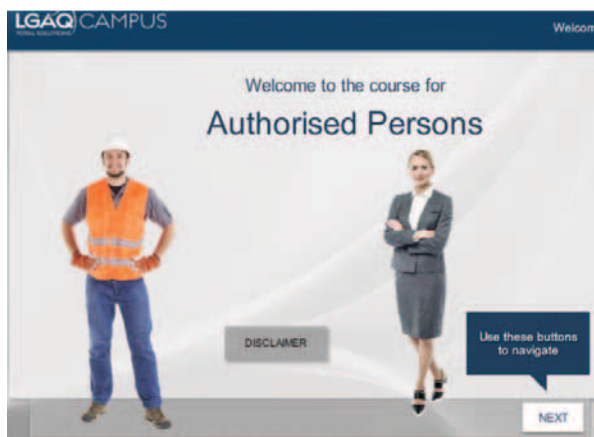 LGAQ CAMPUS
TOTAL SOLUTIONS
Welcom
Welcome to the course for
Authorised Persons
DISCLAIMER
Use these buttons
to navigate
NEXT